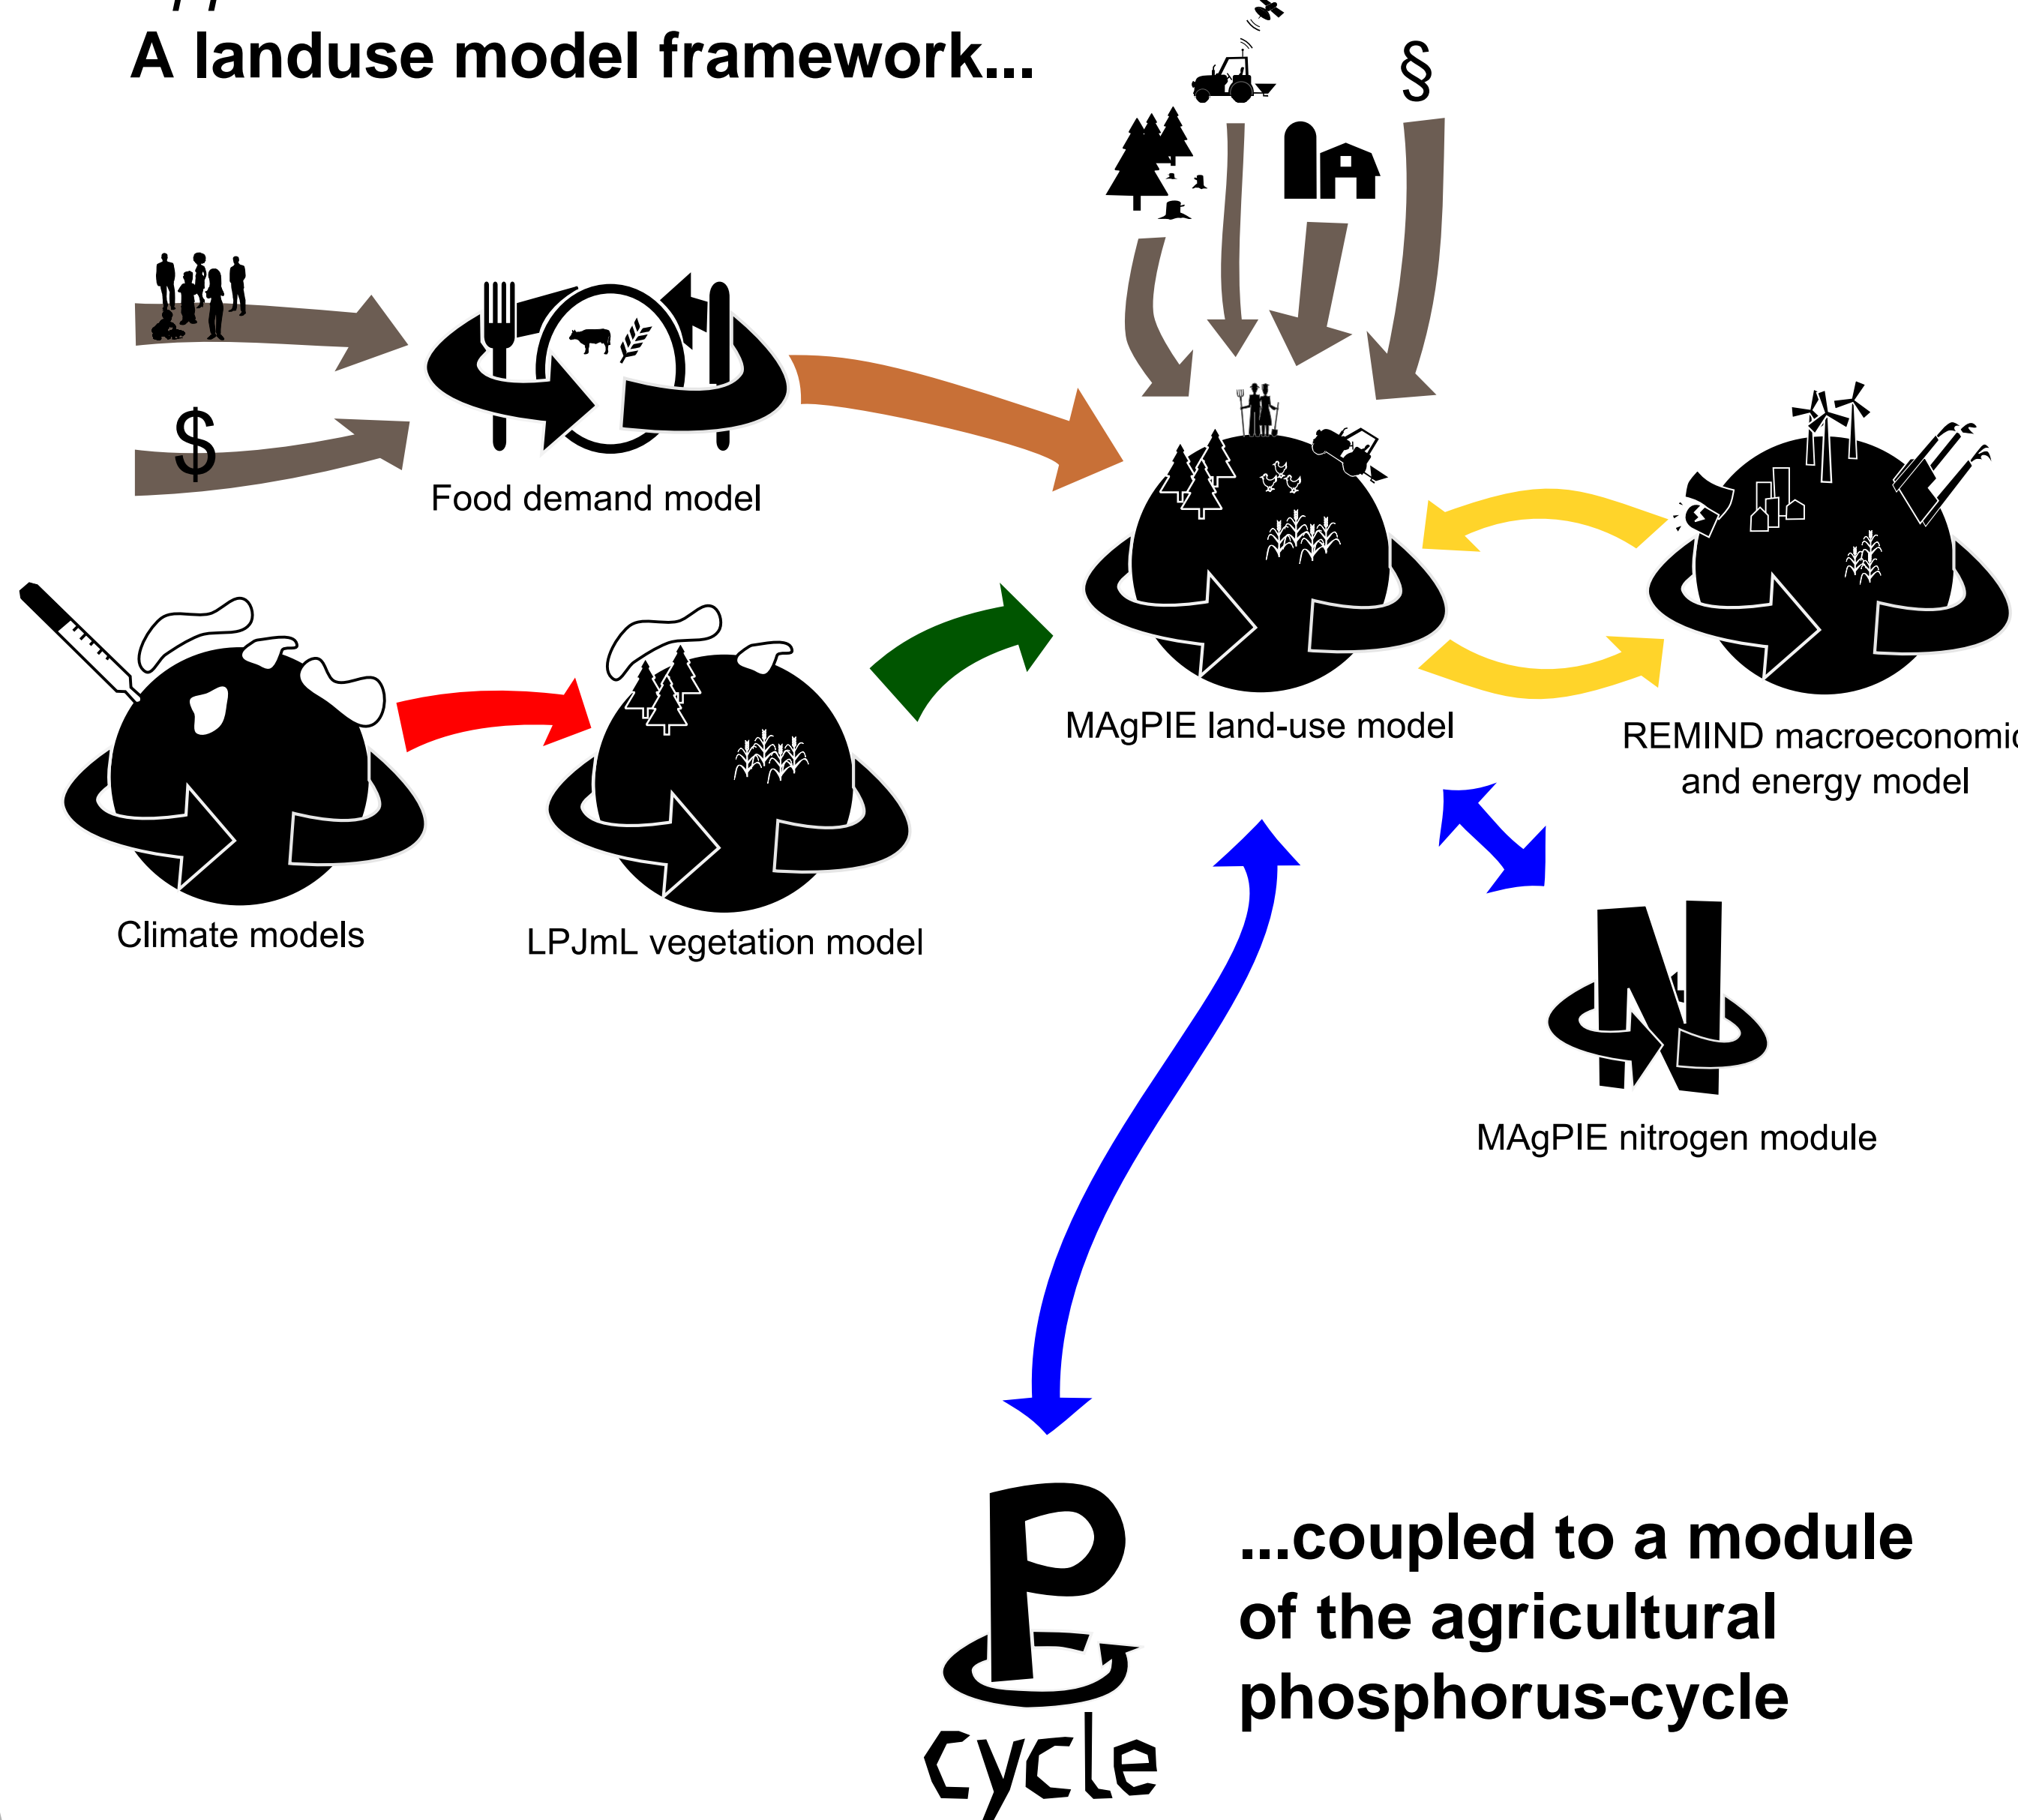 A landuse model framework...
§
$
Food demand model
MAgPIE land-use model
REMIND macroeconomic
and energy model
Climate models
LPJmL vegetation model
N
MAgPIE nitrogen module
P
cycle
...coupled to a module
of the agricultural
phosphorus-cycle